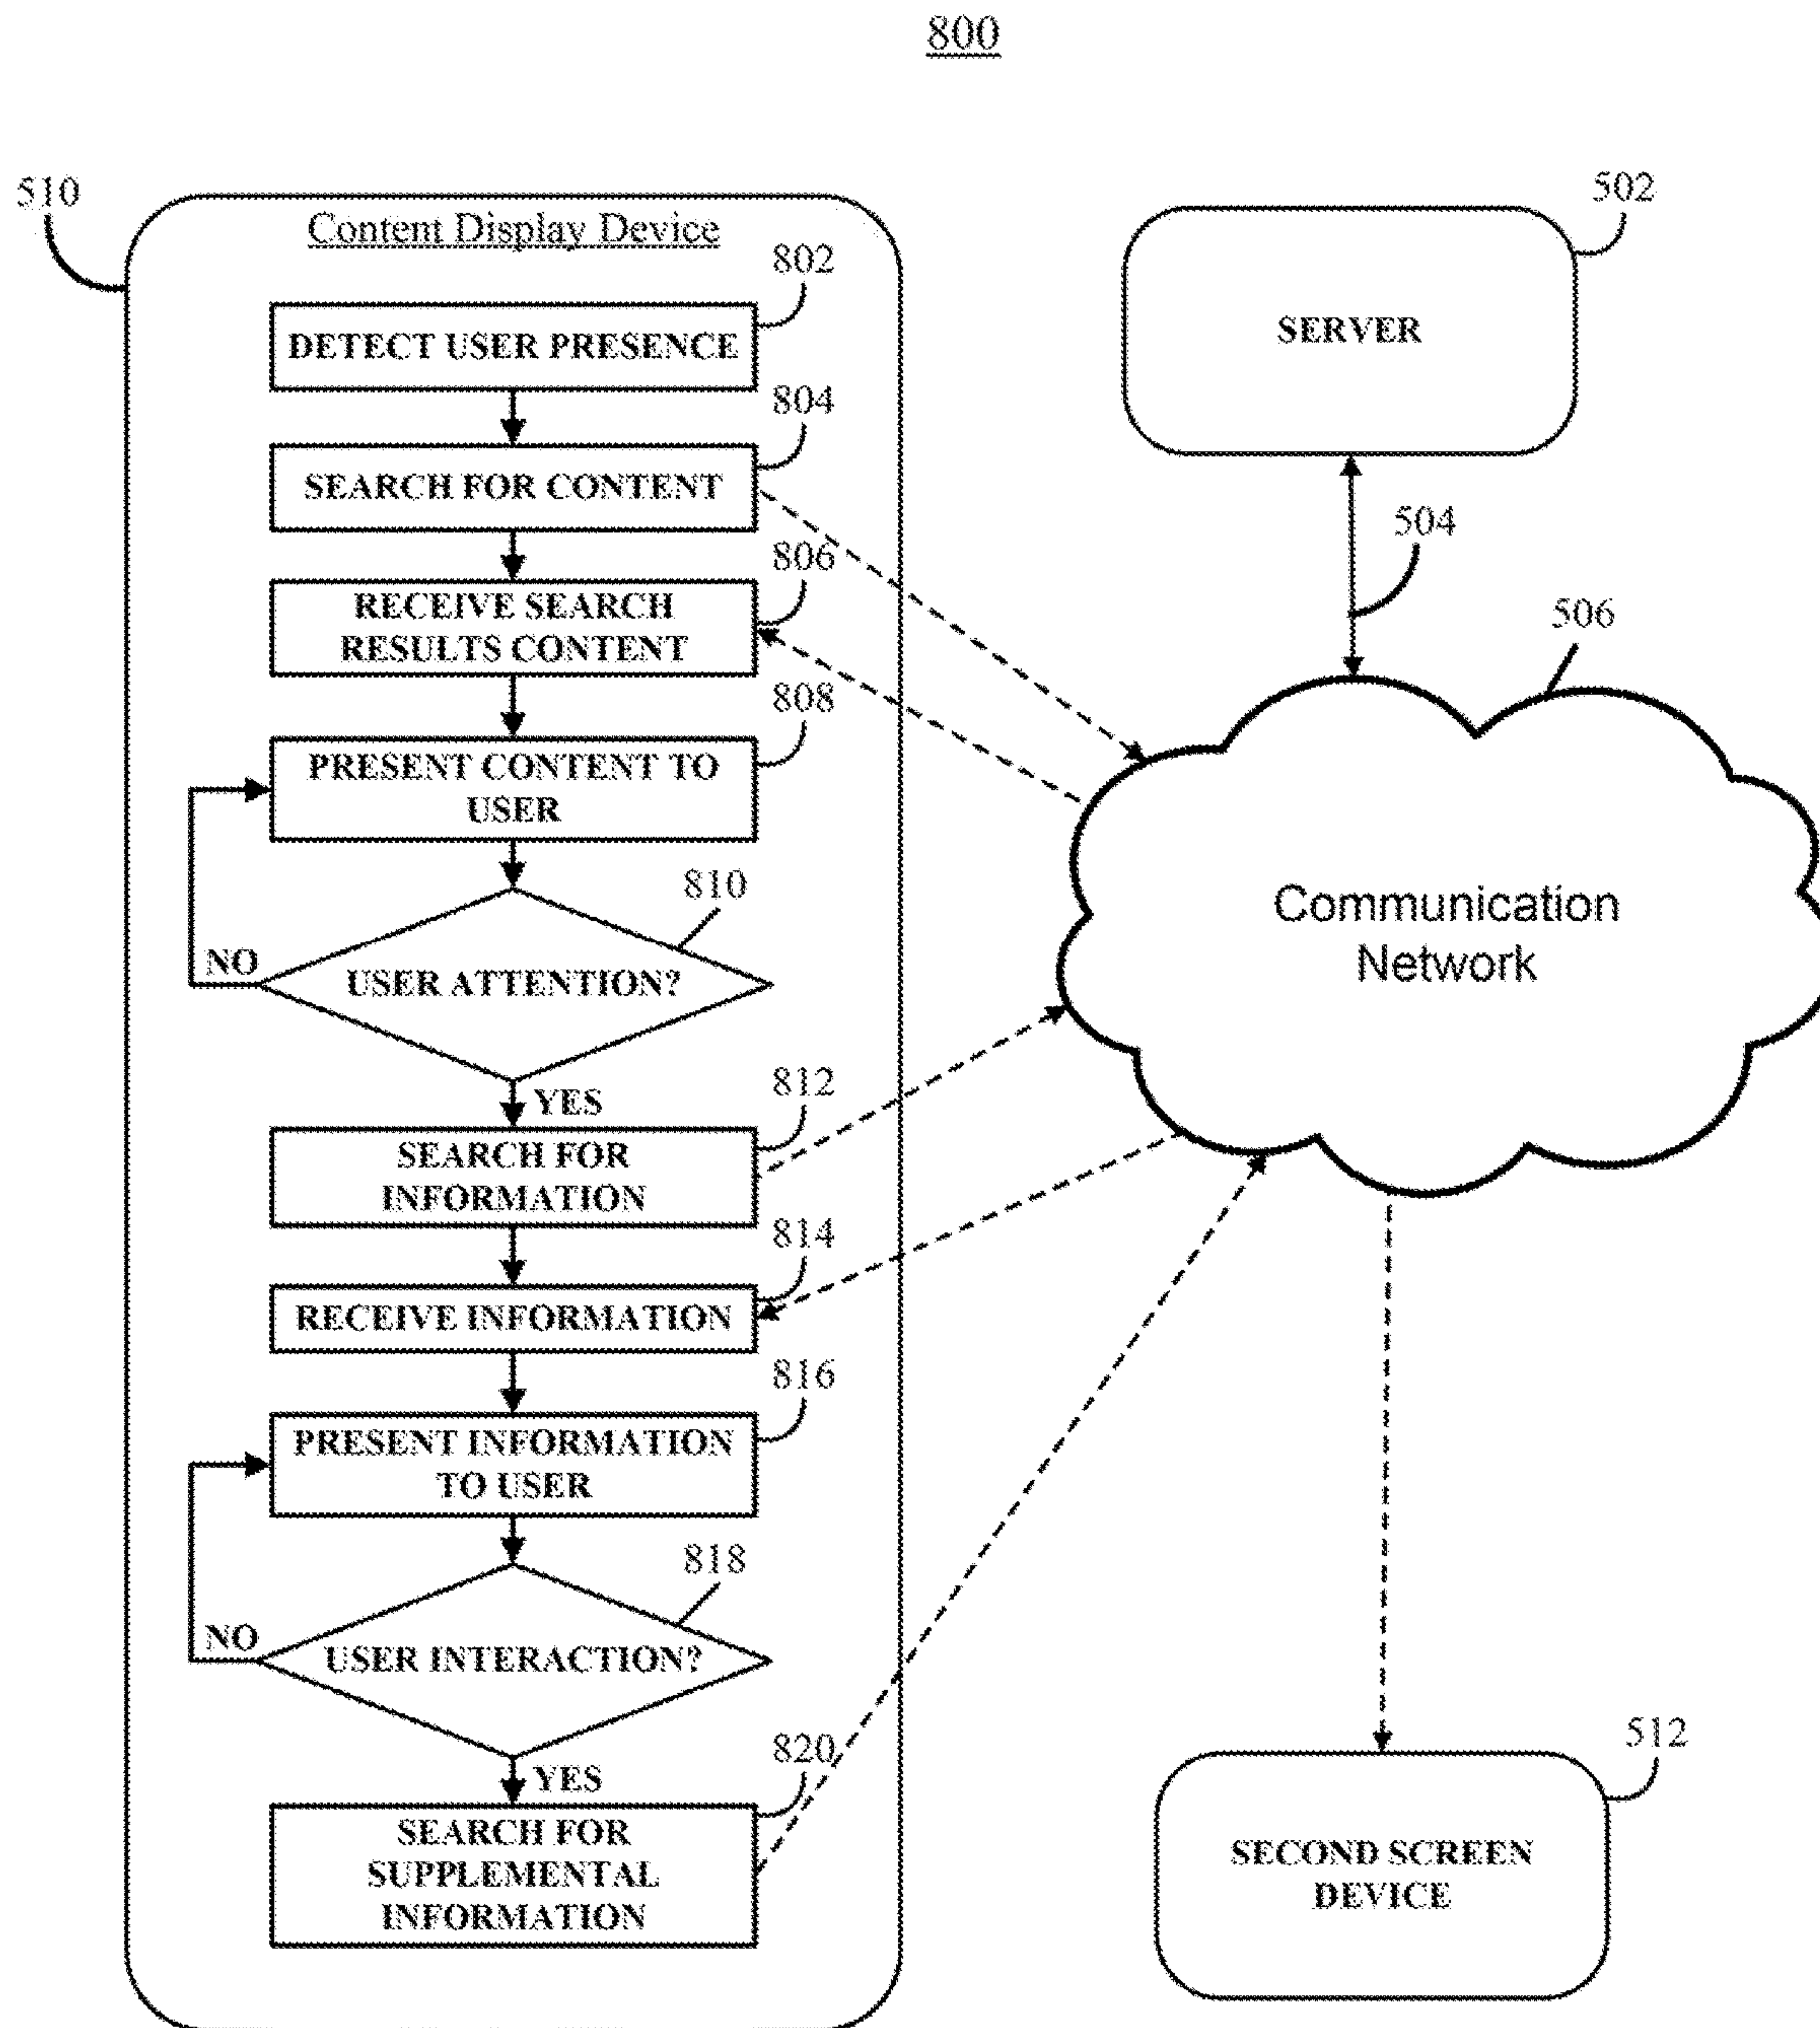 800
510
Content Display Device
802
DETECT USER PRESENCE
804
SEARCH FOR CONTENT
806
RECEIVE SEARCH
RESULTS CONTENT
808
PRESENT CONTENT TO
USER
810
NO
USER ATTENTION?
YES
812
SEARCH FOR
INFORMATION
814
RECEIVE INFORMATION
816
PRESENT INFORMATION
TO USER
818
NO
USER INTERACTION?
YES
820
SEARCH FOR
SUPPLEMENTAL
INFORMATION
502
SERVER
504
506
Communication
Network
512
SECOND SCREEN
DEVICE